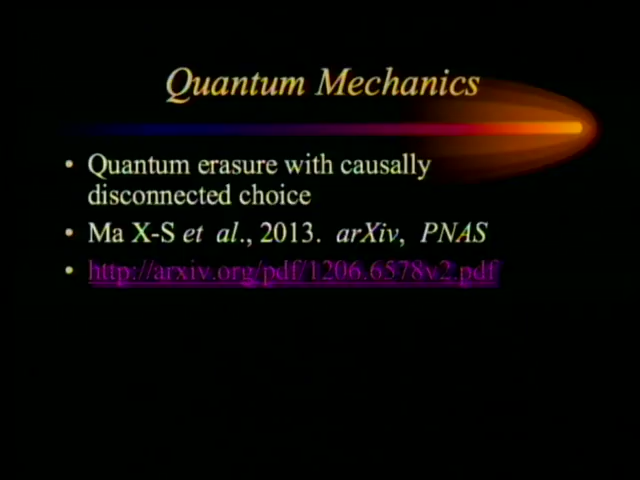 Quantum Mechanics
• Quantum erasure with causally
disconnected choice
• Ma X-S et al., 2013. arXiv, PNAS
• http://arxiv.org/pdf/1206.6578v2.pdf